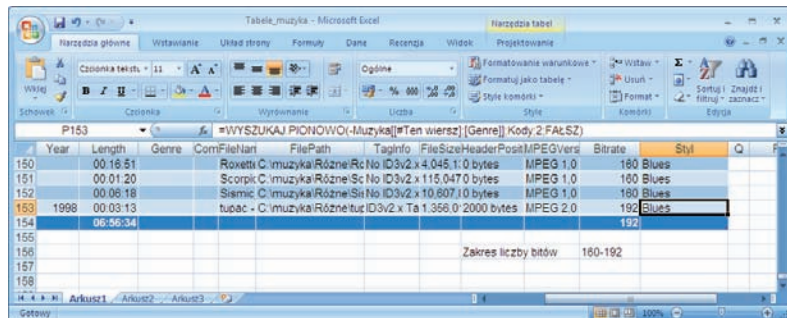 Tabele_muzyka - Microsoft Excel
Narzędzia tabel
Narzędzia główne Wstawianie Układ strony Formuły Dane Recenzja Widok Projektowanie
Wklej
Czcionka tekstu 11 A A
B I U A
Ogólne
% 000
Formatowanie warunkowe
Formatuj jako tabelę
Style komórki
Wstaw
Usuń
Format
Σ
Sortuj i filtruj
Znajdź i zaznacz
Schowek Czcionka Wyrównanie Liczba Style Komórki Edycja
P153 fx =WYSZUKAJ.PIONOWO(-Muzyka[[#Ten wiersz];[Genre]];Kody;2;FAŁSZ)
Year Length Genre Com FileNam FilePath TagInfo FileSize HeaderPosit MPEGVers Bitrate Styl Q
150 00:16:51 Roxette C:\muzyka\Różne\Ro No ID3v2.x 4,045,1 0 bytes MPEG 1,0 160 Blues
151 00:01:20 Scorpic C:\muzyka\Różne\Sc No ID3v2.x 115,047 0 bytes MPEG 1,0 160 Blues
152 00:06:18 Sismic C:\muzyka\Różne\Sis No ID3v2.x 10,607,1 0 bytes MPEG 1,0 160 Blues
153 1998 00:03:13 tupac - C:\muzyka\Różne\tup ID3v2.x Ta 1,356,0 2000 bytes MPEG 2.0 192 Blues
154 06:56:34 192
155
156 Zakres liczby bitów 160-192
157
158
Arkusz1 Arkusz2 Arkusz3
Gotowy 100%